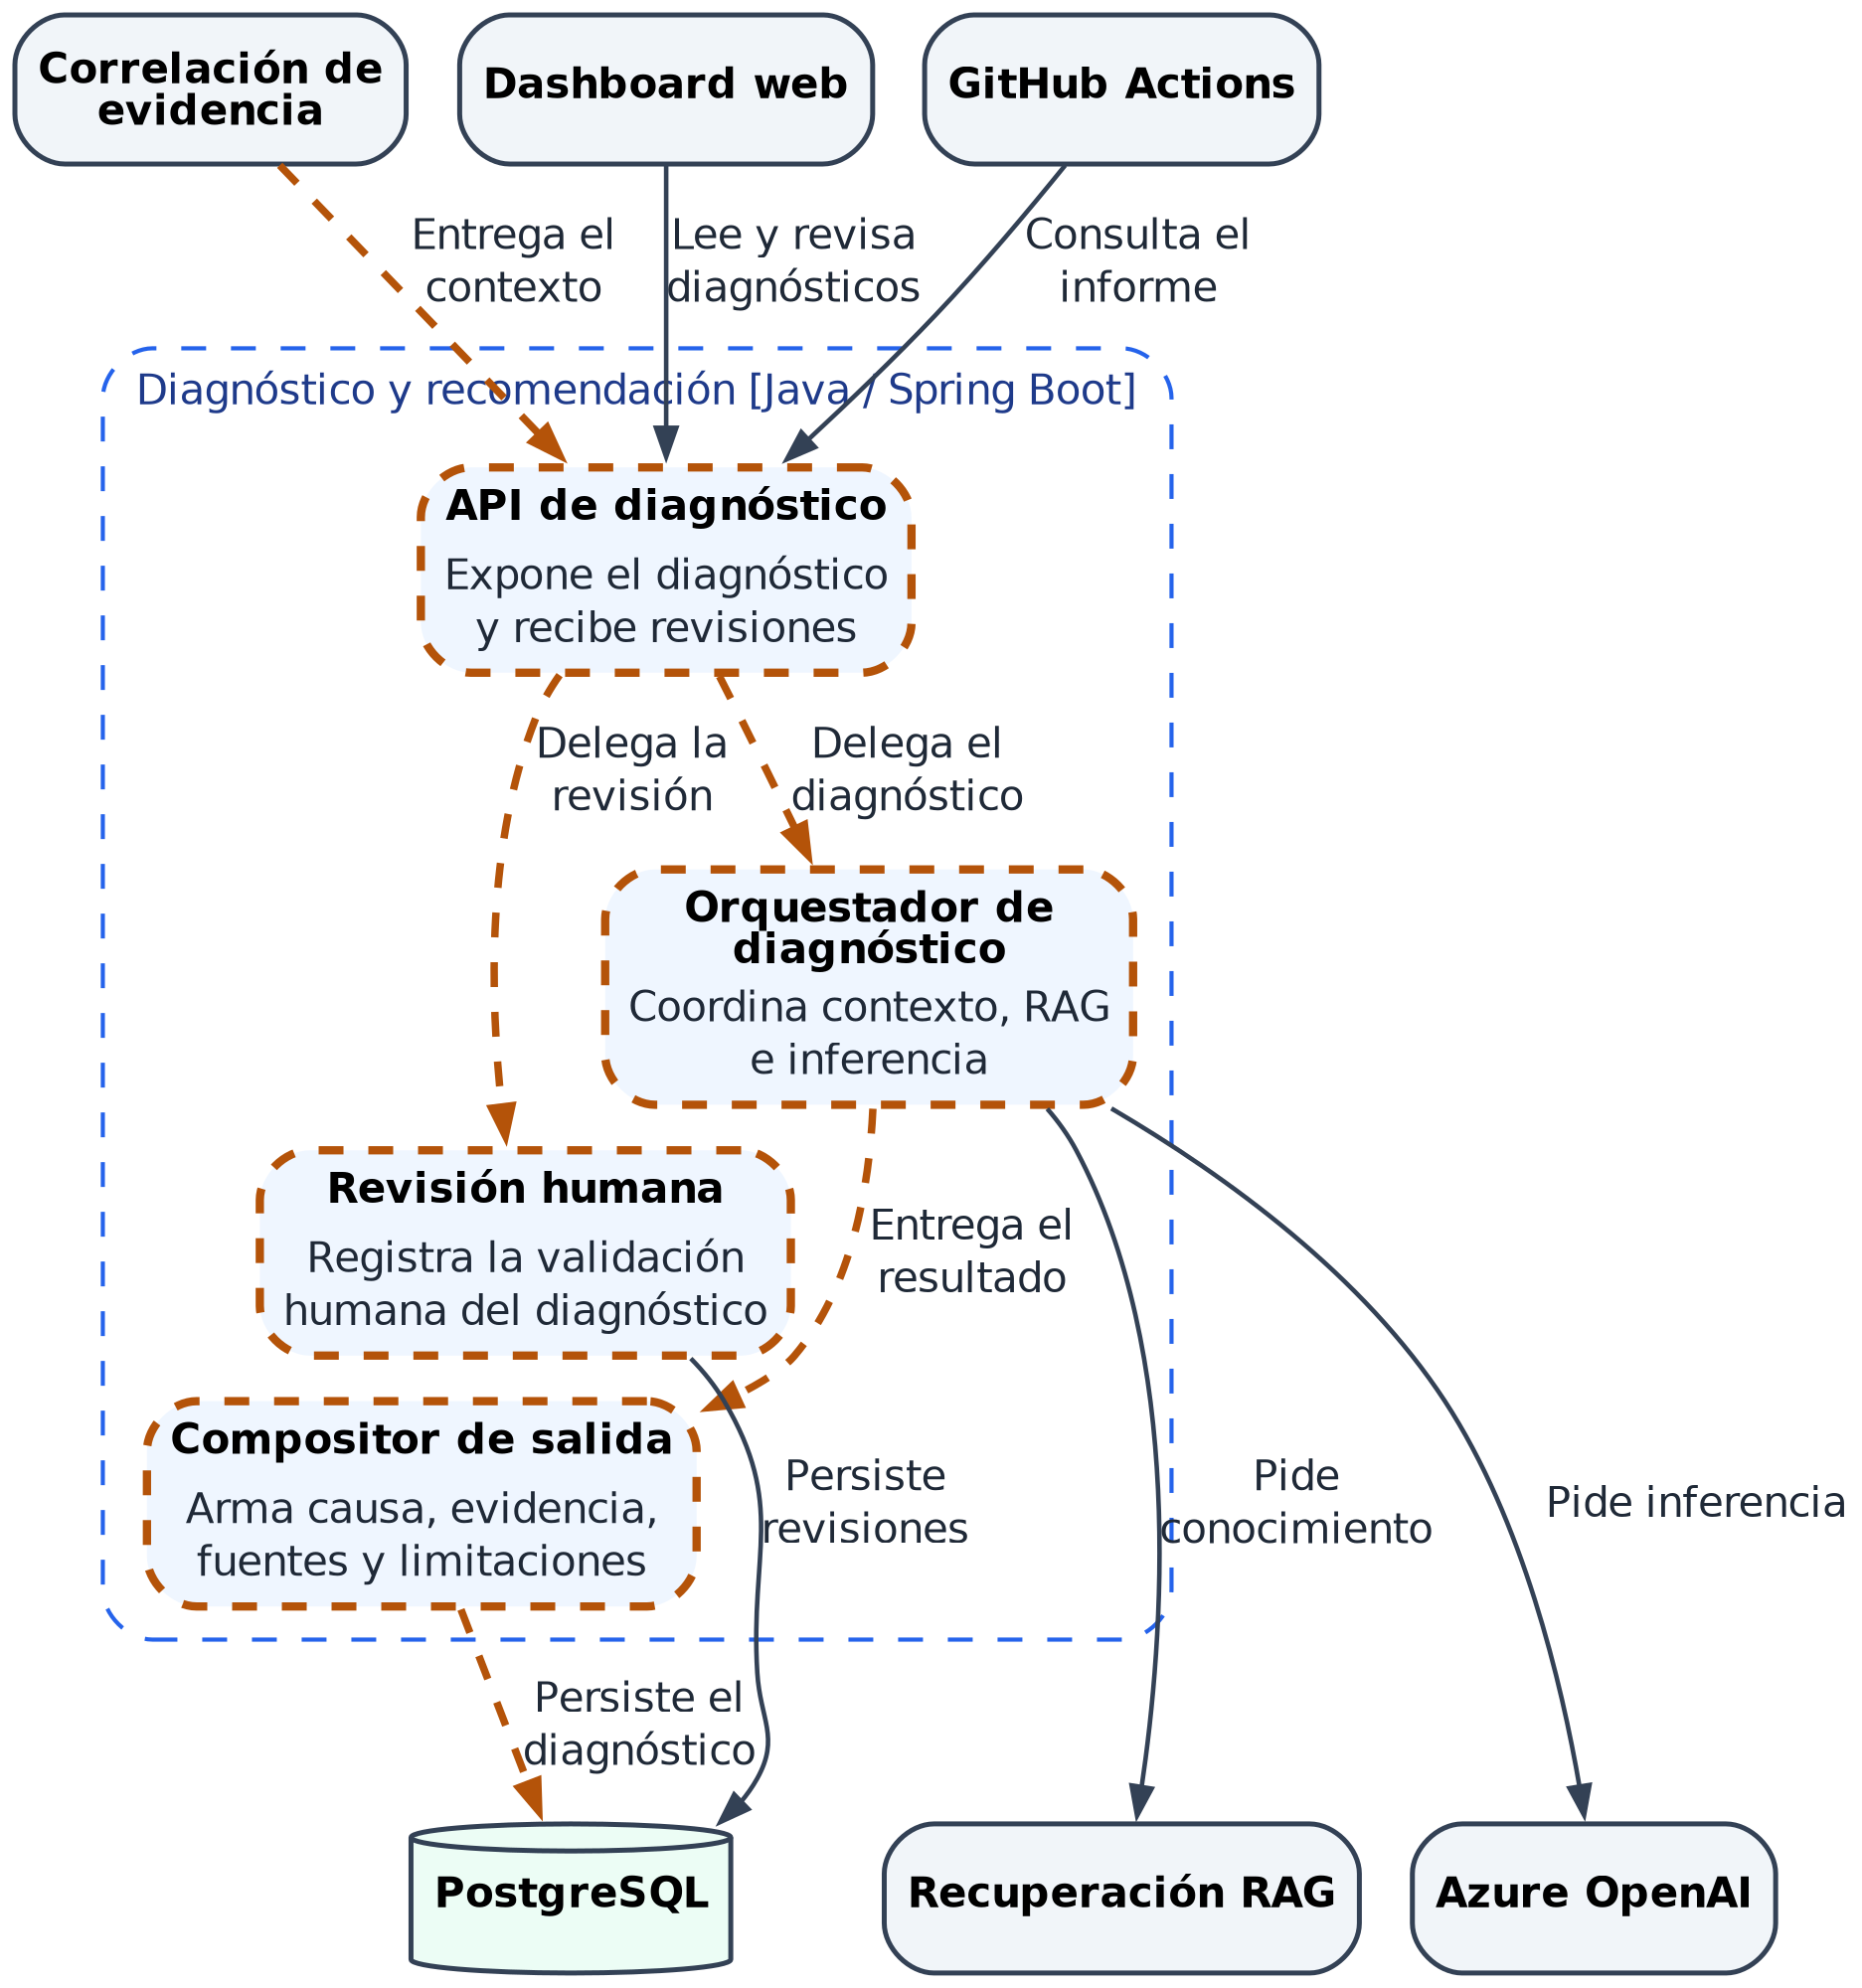 Correlación de
evidencia
Dashboard web
GitHub Actions
Entrega el
contexto
Lee y revisa
diagnósticos
Consulta el
informe
Diagnóstico y recomendación [Java / Spring Boot]
API de diagnóstico
Expone el diagnóstico
y recibe revisiones
Delega la
revisión
Delega el
diagnóstico
Orquestador de
diagnóstico
Coordina contexto, RAG
e inferencia
Revisión humana
Registra la validación
humana del diagnóstico
Entrega el
resultado
Compositor de salida
Arma causa, evidencia,
fuentes y limitaciones
Persiste
revisiones
Pide
conocimiento
Pide inferencia
Persiste el
diagnóstico
PostgreSQL
Recuperación RAG
Azure OpenAI